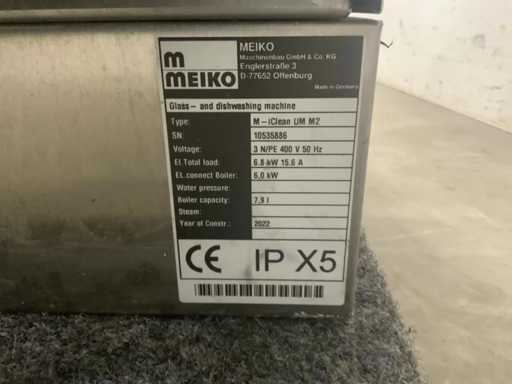 m
MEIKO
MEIKO
Maschinenbau GmbH & Co. KG
Englerstraße 3
D-77652 Offenburg
Made in Germany
Glass- and dishwashing machine
Type: M-iClean UM M2
SN: 10535886
Voltage: 3 N/PE 400 V 50 Hz
El.Total load: 6.8 kW 15.6 A
EL.connect Boiler: 6,0 kW
Water pressure:
Boiler capacity: 7,9 l
Steam:
Year of Constr.: 2022
CE IP X5